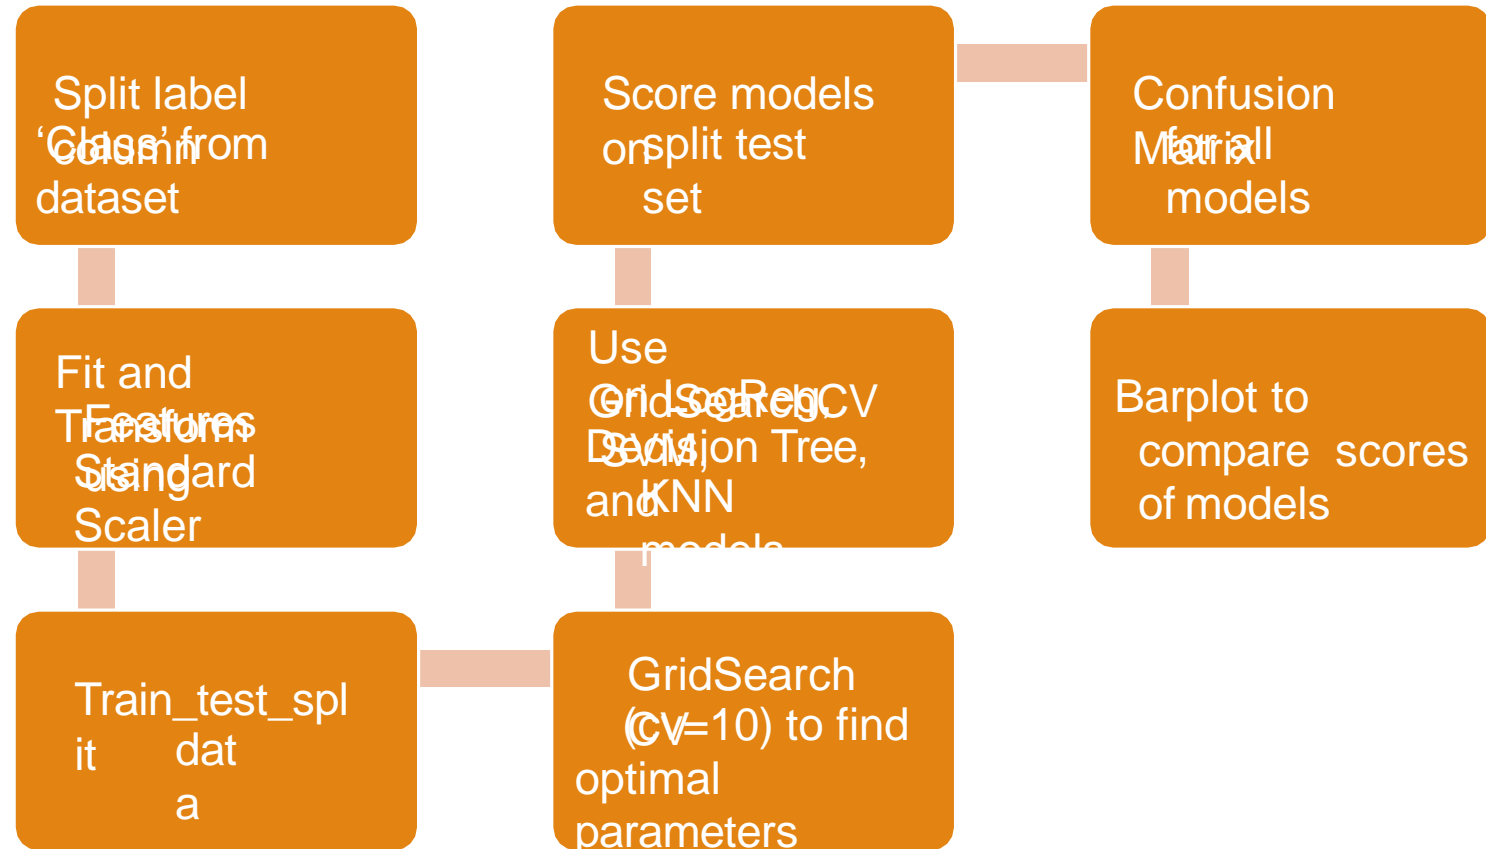 Split label
column
‘Class’ from
dataset
Fit and
Transform
Features
using
Standard
Scaler
Train_test_spl
it
dat
a
GridSearch
CV
(cv=10) to find
optimal
parameters
Use
GridSearchCV
on LogReg,
SVM,
Decision Tree,
and
KNN
models
Score models
on
split test
set
Confusion
Matrix
for all
models
Barplot to
compare scores
of models